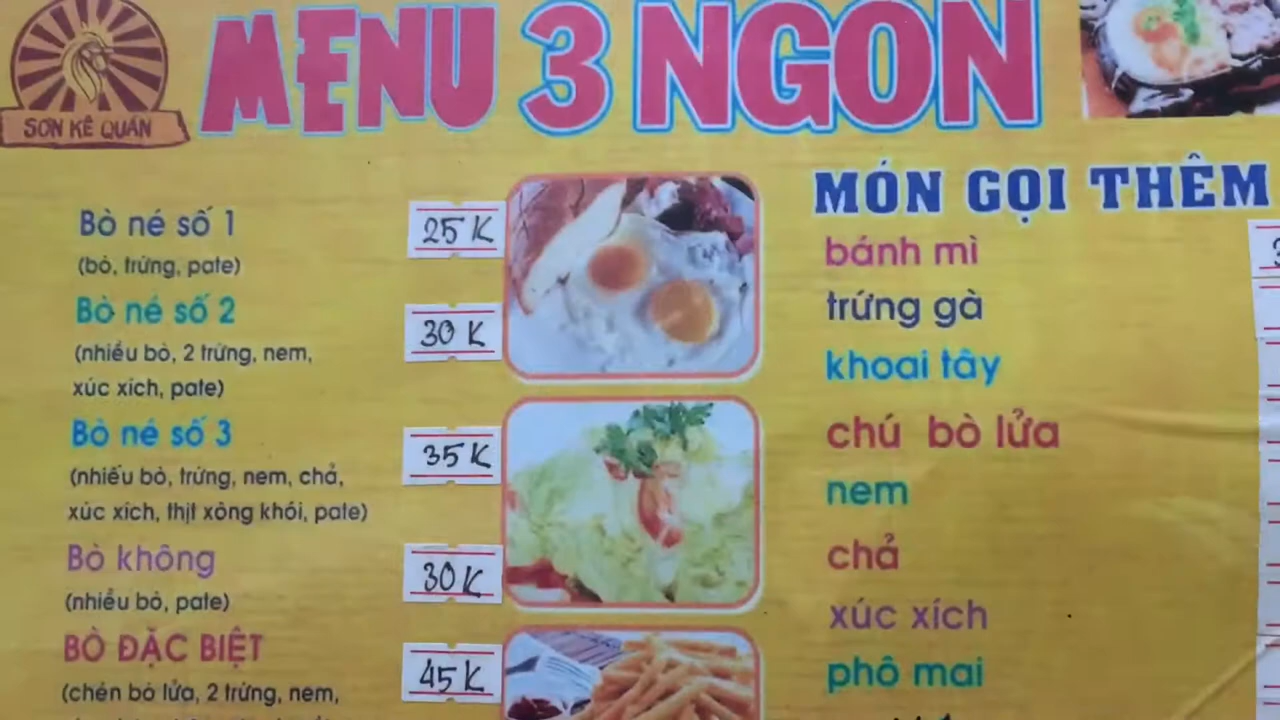 SƠN KÊ QUÁN
MENU 3 NGON
Bò né số 1
25 K
(bò, trứng, pate)
Bò né số 2
30 K
(nhiều bò, 2 trứng, nem,
xúc xích, pate)
Bò né số 3
35 K
(nhiều bò, trứng, nem, chả,
xúc xích, thịt xông khói, pate)
Bò không
30 K
(nhiều bò, pate)
BÒ ĐẶC BIỆT
45 K
(chén bò lửa, 2 trứng, nem,
MÓN GỌI THÊM
bánh mì
trứng gà
khoai tây
chú bò lửa
nem
chả
xúc xích
phô mai